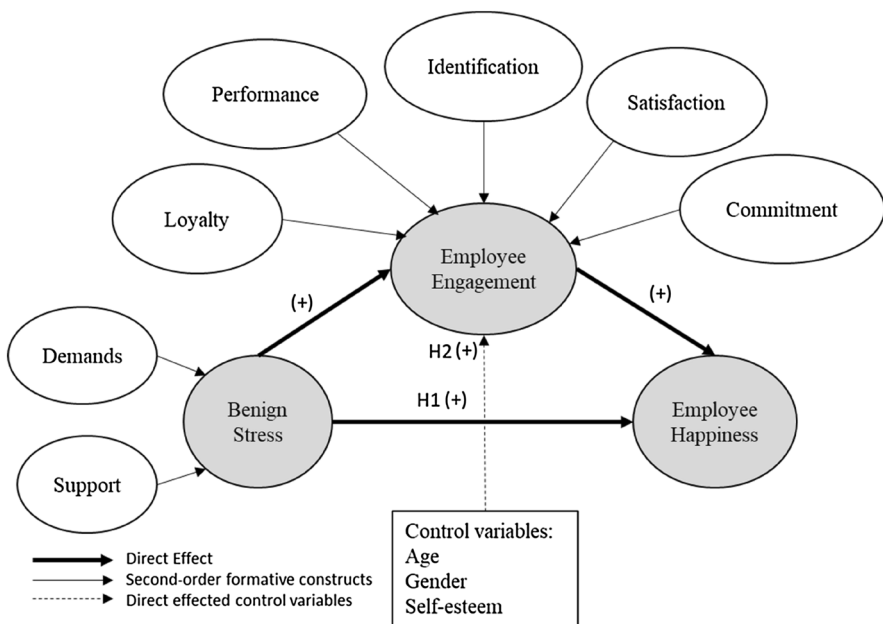 Identification
Performance
Satisfaction
Loyalty
Commitment
Employee
Engagement
(+)
(+)
Demands
H2 (+)
Benign
Stress
H1 (+)
Employee
Happiness
Support
Control variables:
Age
Gender
Self-esteem
Direct Effect
Second-order formative constructs
Direct effected control variables